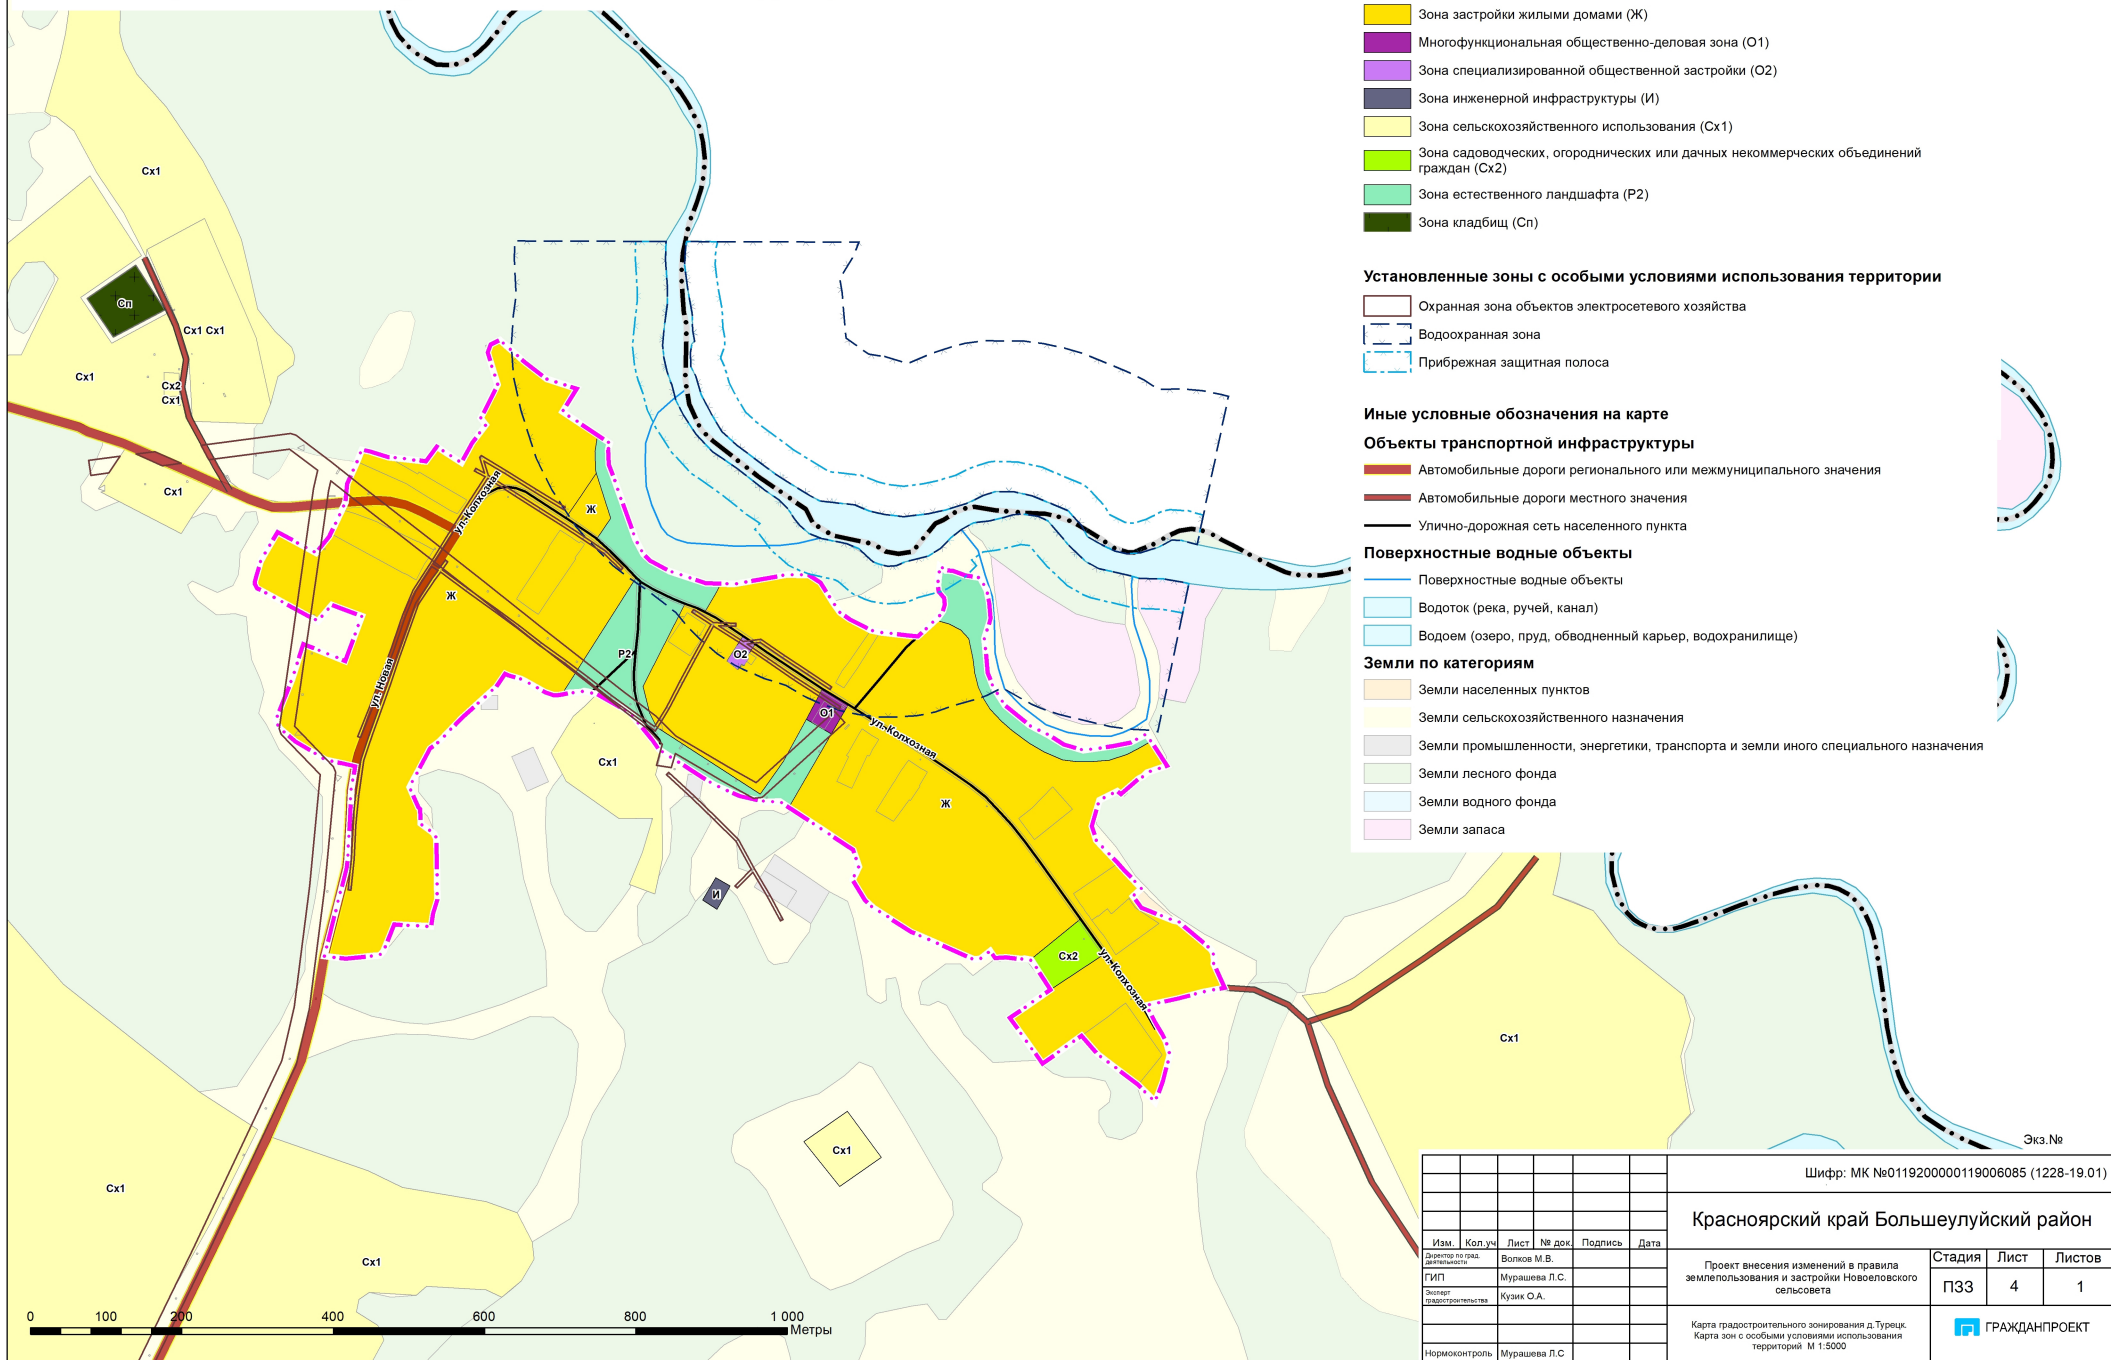 Зона застройки жилыми домами (Ж)
Многофункциональная общественно-деловая зона (О1)
Зона специализированной общественной застройки (О2)
Зона инженерной инфраструктуры (И)
Зона сельскохозяйственного использования (Сх1)
Зона садоводческих, огороднических или дачных некоммерческих объединений
граждан (Сх2)
Зона естественного ландшафта (Р2)
Зона кладбищ (Сп)
Установленные зоны с особыми условиями использования территории
Охранная зона объектов электросетевого хозяйства
Водоохранная зона
Прибрежная защитная полоса
Иные условные обозначения на карте
Объекты транспортной инфраструктуры
Автомобильные дороги регионального или межмуниципального значения
Автомобильные дороги местного значения
Улично-дорожная сеть населенного пункта
Поверхностные водные объекты
Поверхностные водные объекты
Водоток (река, ручей, канал)
Водоем (озеро, пруд, обводненный карьер, водохранилище)
Земли по категориям
Земли населенных пунктов
Земли сельскохозяйственного назначения
Земли промышленности, энергетики, транспорта и земли иного специального назначения
Земли лесного фонда
Земли водного фонда
Земли запаса
Сх1
Сп
Сх1 Сх1
Сх1
Сх2
Сх1
Сх1
ул. Колхозная
Ж
Ж
Р2
О2
ул. Новая
О1
ул. Колхозная
Сх1
Ж
И
Сх2
ул. Колхозная
Сх1
Сх1
Сх1
Сх1
0 100 200 400 600 800 1 000
Метры
Экз.№
Шифр: МК №0119200000119006085 (1228-19.01)
Красноярский край Большеулуйский район
Изм. Кол.уч Лист № док. Подпись Дата
Директор по град. деятельности Волков М.В.
ГИП Мурашева Л.С.
Эксперт градостроительства Кузик О.А.
Нормоконтроль Мурашева Л.С
Проект внесения изменений в правила
землепользования и застройки Новоеловского
сельсовета
Стадия Лист Листов
ПЗЗ 4 1
Карта градостроительного зонирования д.Турецк.
Карта зон с особыми условиями использования
территорий М 1:5000
ГРАЖДАНПРОЕКТ